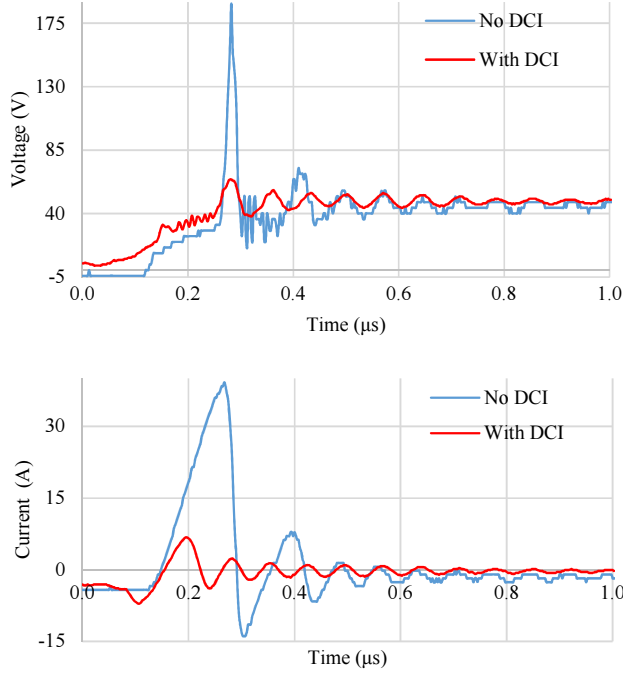 175
130
85
40
-5
Voltage (V)
No DCI
With DCI
0.0 0.2 0.4 0.6 0.8 1.0
Time (μs)
30
15
0
-15
Current (A)
No DCI
With DCI
0.0 0.2 0.4 0.6 0.8 1.0
Time (μs)